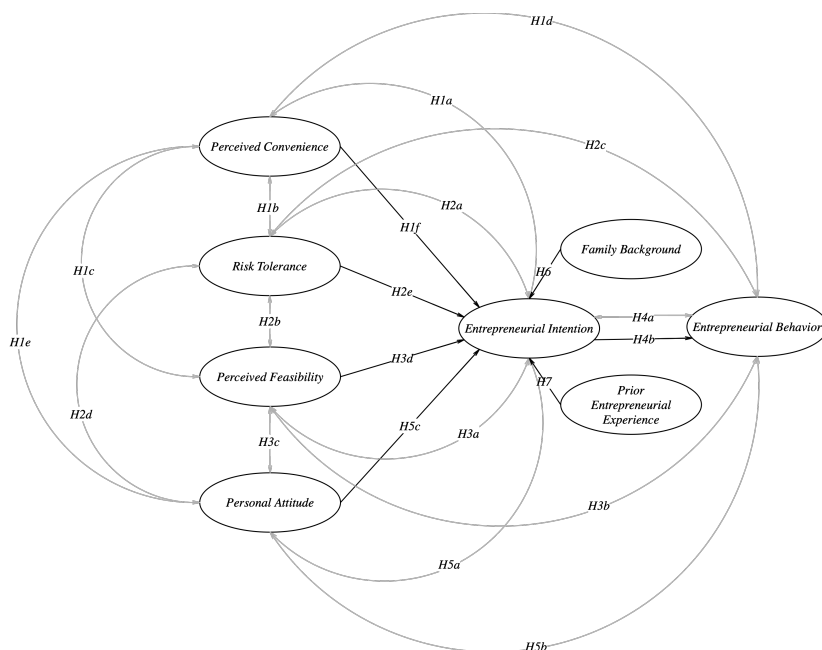 H1d
H1a
Perceived Convenience
H2c
H1b
H2a
H1f
H1c
Risk Tolerance
Family Background
H6
H2e
H2b
H4a
Entrepreneurial Intention
Entrepreneurial Behavior
H1e
H4b
H3d
Perceived Feasibility
H7
Prior
Entrepreneurial
Experience
H2d
H5c
H3c
H3a
Personal Attitude
H3b
H5a
H5b